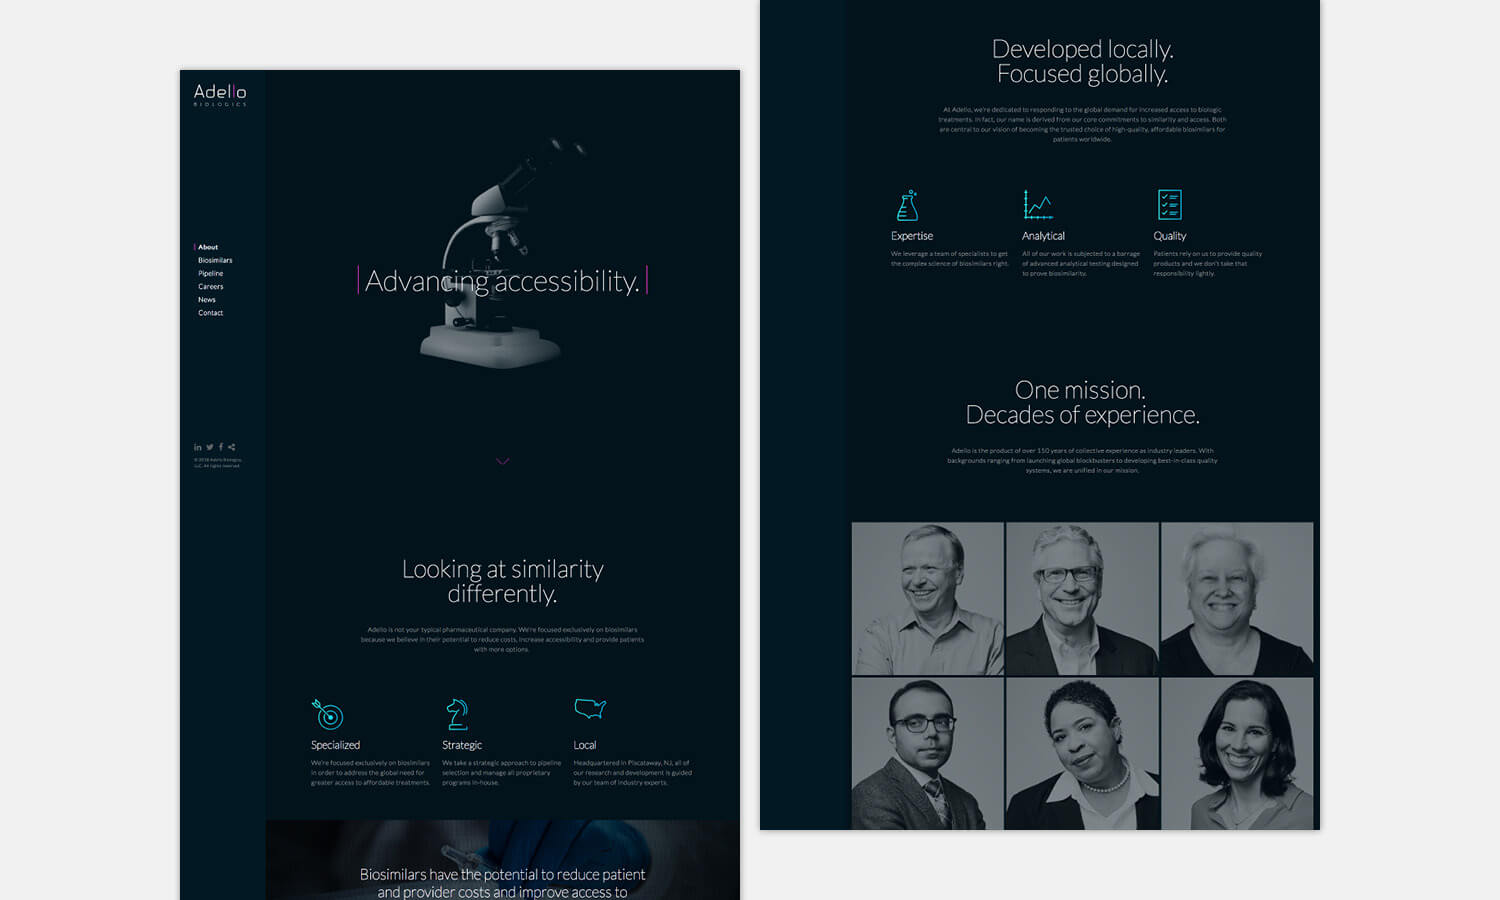 Adello
BIOLOGICS
About
Biosimilars
Pipeline
Careers
News
Contact
© 2018 Adello Biologics,
LLC. All rights reserved.
Advancing accessibility.
Looking at similarity
differently.
Adello is not your typical pharmaceutical company. We're focused exclusively on biosimilars
because we believe in their potential to reduce costs, increase accessibility and provide patients
with more options.
Specialized
We're focused exclusively on biosimilars
in order to address the global need for
greater access to affordable treatments.
Strategic
We take a strategic approach to pipeline
selection and manage all proprietary
programs in-house.
Local
Headquartered in Piscataway, NJ, all of
our research and development is guided
by our team of industry experts.
Biosimilars have the potential to reduce patient
and provider costs and improve access to
Developed locally.
Focused globally.
At Adello, we're dedicated to responding to the global demand for increased access to biologic
treatments. In fact, our name is derived from our core commitments to similarity and access. Both
are central to our vision of becoming the trusted choice of high-quality, affordable biosimilars for
patients worldwide.
Expertise
We leverage a team of specialists to get
the complex science of biosimilars right.
Analytical
All of our work is subjected to a barrage
of advanced analytical testing designed
to prove biosimilarity.
Quality
Patients rely on us to provide quality
products and we don't take that
responsibility lightly.
One mission.
Decades of experience.
Adello is the product of over 150 years of collective experience as industry leaders. With
backgrounds ranging from launching global blockbusters to developing best-in-class quality
systems, we are unified in our mission.